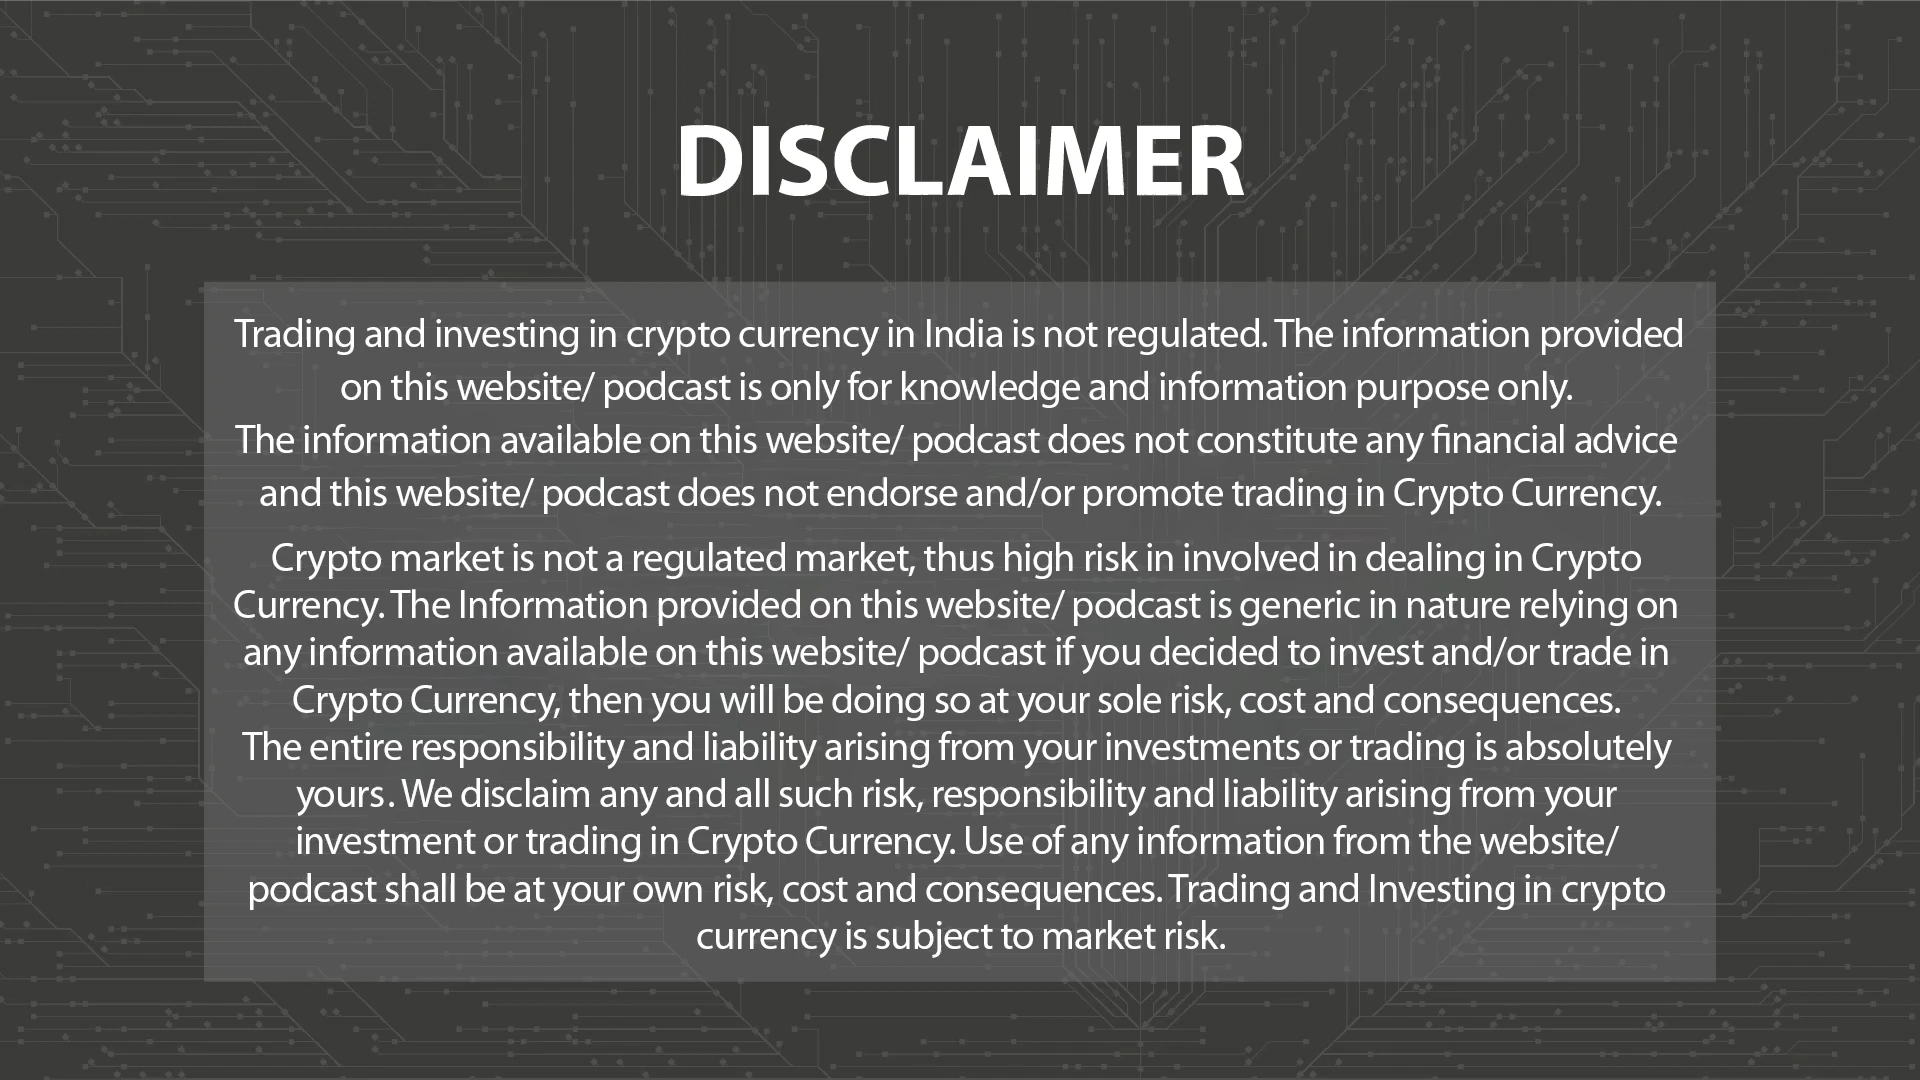 DISCLAIMER
Trading and investing in crypto currency in India is not regulated. The information provided
on this website/ podcast is only for knowledge and information purpose only.
The information available on this website/ podcast does not constitute any financial advice
and this website/ podcast does not endorse and/or promote trading in Crypto Currency.
Crypto market is not a regulated market, thus high risk in involved in dealing in Crypto
Currency. The Information provided on this website/ podcast is generic in nature relying on
any information available on this website/ podcast if you decided to invest and/or trade in
Crypto Currency, then you will be doing so at your sole risk, cost and consequences.
The entire responsibility and liability arising from your investments or trading is absolutely
yours. We disclaim any and all such risk, responsibility and liability arising from your
investment or trading in Crypto Currency. Use of any information from the website/
podcast shall be at your own risk, cost and consequences. Trading and Investing in crypto
currency is subject to market risk.